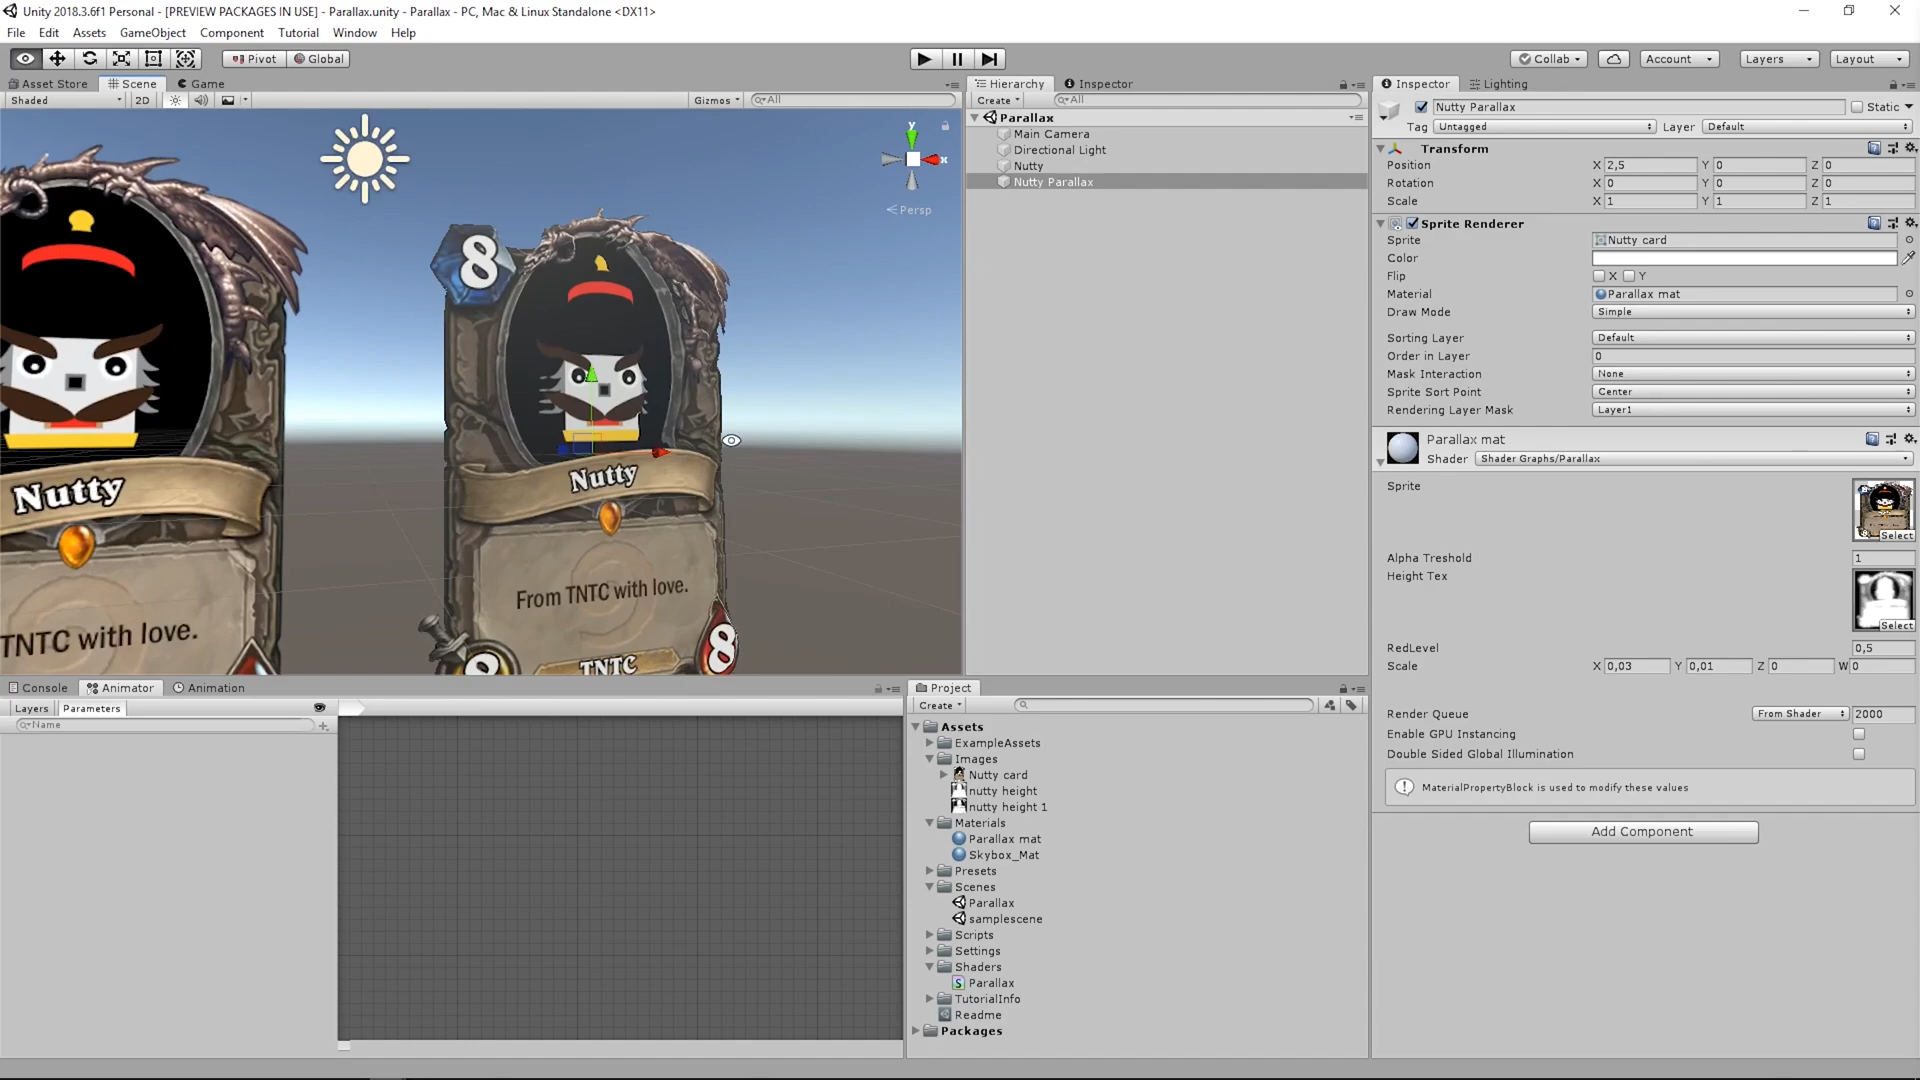 Unity 2018.3.6f1 Personal - [PREVIEW PACKAGES IN USE] - Parallax.unity - Parallax - PC, Mac & Linux Standalone <DX11>
File Edit Assets GameObject Component Tutorial Window Help
Pivot Global Collab Account Layers Layout
Asset Store Scene Game
Shaded 2D Gizmos All
y
x
Persp
8
Nutty
TNTC with love.
Nutty
From TNTC with love.
8
TNTC
8
Hierarchy Inspector
Create All
Parallax
Main Camera
Directional Light
Nutty
Nutty Parallax
Inspector Lighting
Nutty Parallax Static
Tag Untagged Layer Default
Transform
Position X 2,5 Y 0 Z 0
Rotation X 0 Y 0 Z 0
Scale X 1 Y 1 Z 1
Sprite Renderer
Sprite Nutty card
Color
Flip X Y
Material Parallax mat
Draw Mode Simple
Sorting Layer Default
Order in Layer 0
Mask Interaction None
Sprite Sort Point Center
Rendering Layer Mask Layer1
Parallax mat
Shader Shader Graphs/Parallax
Sprite
Select
Alpha Treshold 1
Height Tex
Select
RedLevel 0,5
Scale X 0,03 Y 0,01 Z 0 W 0
Render Queue From Shader 2000
Enable GPU Instancing
Double Sided Global Illumination
MaterialPropertyBlock is used to modify these values
Add Component
Console Animator Animation
Layers Parameters
Name
Project
Create
Assets
ExampleAssets
Images
Nutty card
nutty height
nutty height 1
Materials
Parallax mat
Skybox_Mat
Presets
Scenes
Parallax
samplescene
Scripts
Settings
Shaders
Parallax
TutorialInfo
Readme
Packages